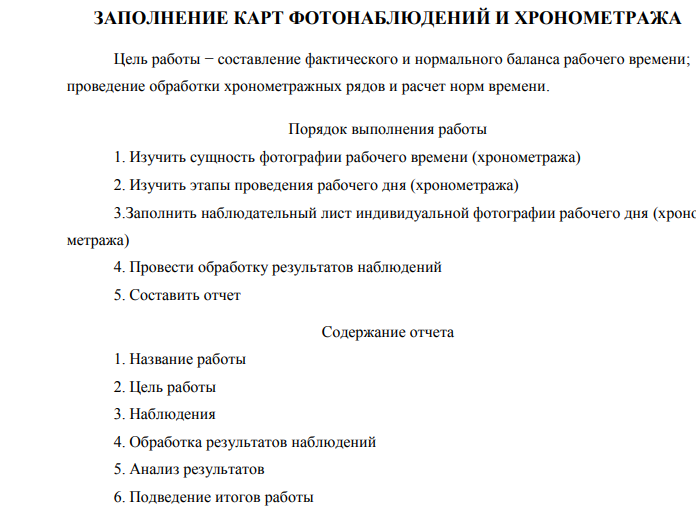 ЗАПОЛНЕНИЕ КАРТ ФОТОНАБЛЮДЕНИЙ И ХРОНОМЕТРАЖА
Цель работы − составление фактического и нормального баланса рабочего времени;
проведение обработки хронометражных рядов и расчет норм времени.
Порядок выполнения работы
1. Изучить сущность фотографии рабочего времени (хронометража)
2. Изучить этапы проведения рабочего дня (хронометража)
3.Заполнить наблюдательный лист индивидуальной фотографии рабочего дня (хроно
метража)
4. Провести обработку результатов наблюдений
5. Составить отчет
Содержание отчета
1. Название работы
2. Цель работы
3. Наблюдения
4. Обработка результатов наблюдений
5. Анализ результатов
6. Подведение итогов работы